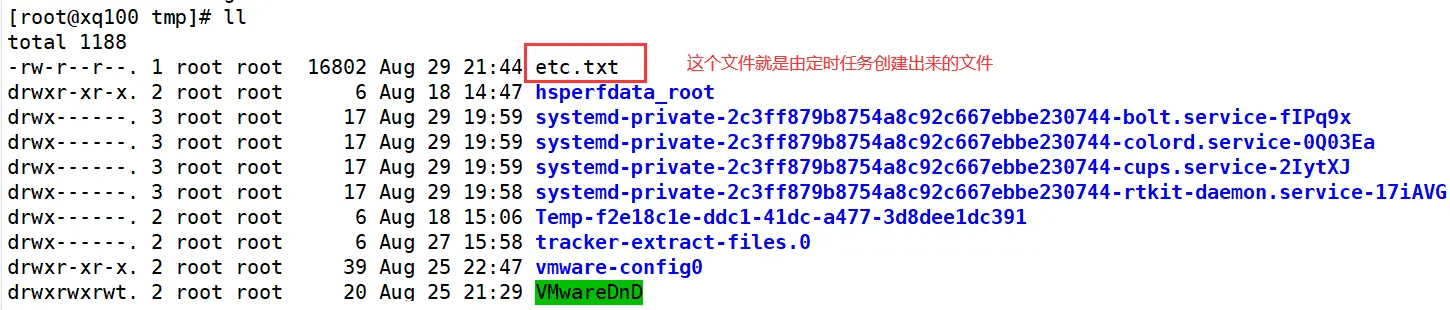 [root@xq100 tmp]# ll
total 1188
-rw-r--r--. 1 root root  16802 Aug 29 21:44 etc.txt 这个文件就是由定时任务创建出来的文件
drwxr-xr-x. 2 root root      6 Aug 18 14:47 hsperfdata_root
drwx------. 3 root root     17 Aug 29 19:59 systemd-private-2c3ff879b8754a8c92c667ebbe230744-bolt.service-fIPq9x
drwx------. 3 root root     17 Aug 29 19:59 systemd-private-2c3ff879b8754a8c92c667ebbe230744-colord.service-0Q03Ea
drwx------. 3 root root     17 Aug 29 19:59 systemd-private-2c3ff879b8754a8c92c667ebbe230744-cups.service-2IytXJ
drwx------. 3 root root     17 Aug 29 19:58 systemd-private-2c3ff879b8754a8c92c667ebbe230744-rtkit-daemon.service-17iAVG
drwx------. 2 root root      6 Aug 18 15:06 Temp-f2e18c1e-ddc1-41dc-a477-3d8dee1dc391
drwx------. 2 root root      6 Aug 27 15:58 tracker-extract-files.0
drwxr-xr-x. 2 root root     39 Aug 25 22:47 vmware-config0
drwxrwxrwt. 2 root root     20 Aug 25 21:29 VMwareDnD